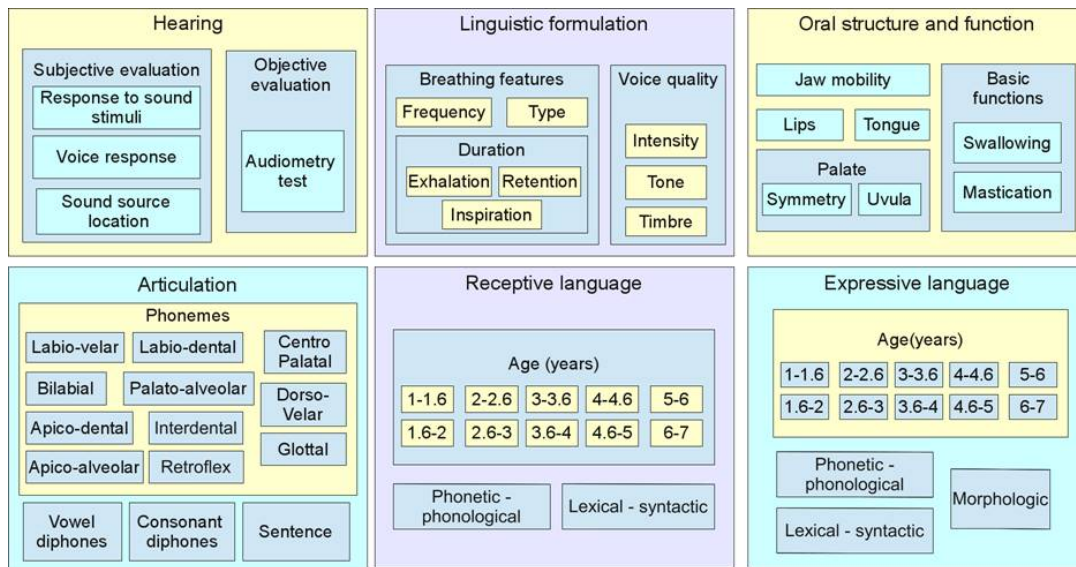 Hearing
Subjective evaluation
Response to sound
stimuli
Voice response
Sound source
location
Objective
evaluation
Audiometry
test
Linguistic formulation
Breathing features
Frequency
Type
Duration
Exhalation
Retention
Inspiration
Voice quality
Intensity
Tone
Timbre
Oral structure and function
Jaw mobility
Lips
Tongue
Palate
Symmetry
Uvula
Basic
functions
Swallowing
Mastication
Articulation
Phonemes
Labio-velar
Labio-dental
Bilabial
Palato-alveolar
Apico-dental
Interdental
Apico-alveolar
Retroflex
Centro
Palatal
Dorso-
Velar
Glottal
Vowel
diphones
Consonant
diphones
Sentence
Receptive language
Age (years)
1-1.6
2-2.6
3-3.6
4-4.6
5-6
1.6-2
2.6-3
3.6-4
4.6-5
6-7
Phonetic -
phonological
Lexical - syntactic
Expressive language
Age(years)
1-1.6
2-2.6
3-3.6
4-4.6
5-6
1.6-2
2.6-3
3.6-4
4.6-5
6-7
Phonetic -
phonological
Lexical - syntactic
Morphologic